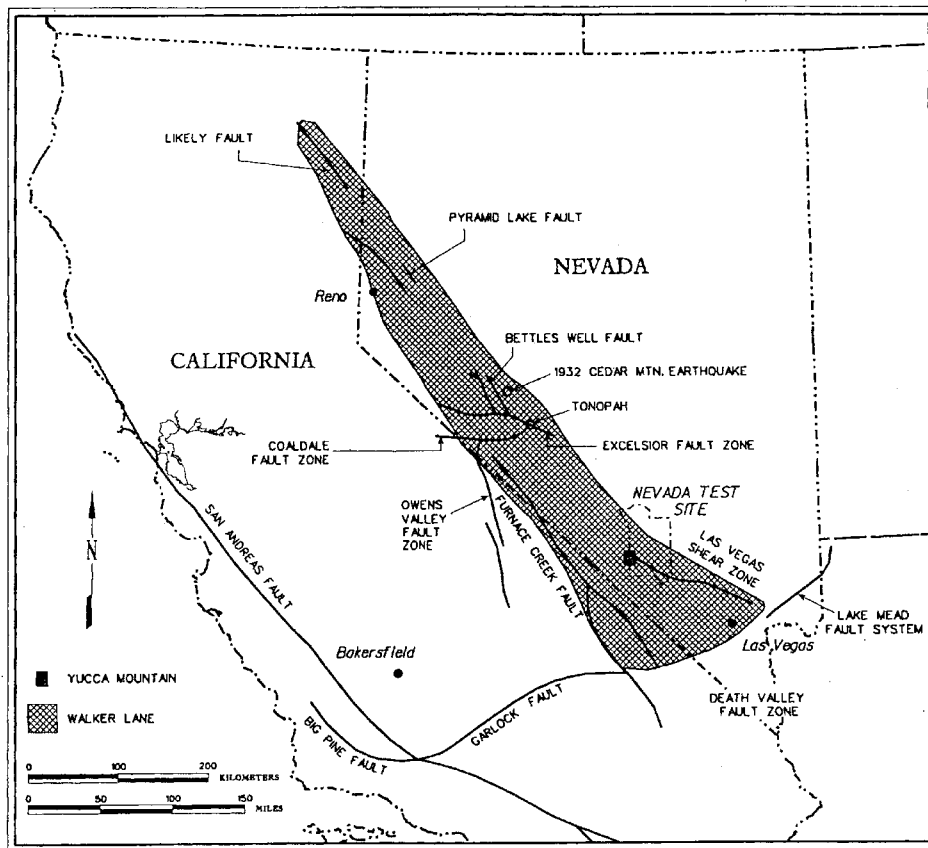 LIKELY FAULT
PYRAMID LAKE FAULT
NEVADA
Reno
BETTLES WELL FAULT
CALIFORNIA
1932 CEDAR MTN. EARTHQUAKE
TONOPAH
COALDALE
FAULT ZONE
EXCELSIOR FAULT ZONE
NEVADA TEST
SITE
OWENS
VALLEY
FAULT
ZONE
FURNACE CREEK FAULT
SAN ANDREAS FAULT
N
LAS VEGAS
SHEAR ZONE
LAKE MEAD
FAULT SYSTEM
Las Vegas
Bakersfield
YUCCA MOUNTAIN
WALKER LANE
DEATH VALLEY
FAULT ZONE
GARLOCK FAULT
BIG PINE FAULT
0 100 200
KILOMETERS
0 50 100 150
MILES